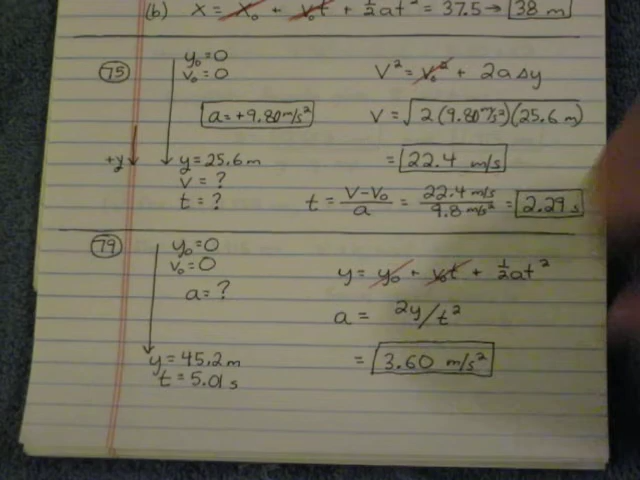 (b) x = x₀ + v₀t + ½at² = 37.5 → 38 m
75 y₀ = 0
v₀ = 0 V² = v₀² + 2aΔy
a = +9.80 m/s² v = √2(9.80 m/s²)(25.6 m)
+y y = 25.6 m = 22.4 m/s
v = ?
t = ? t = V-V₀/a = 22.4 m/s/9.8 m/s² = 2.29 s
79 y₀ = 0
v₀ = 0 y = y₀ + v₀t + ½at²
a = ?
a = 2y/t²
y = 45.2 m = 3.60 m/s²
t = 5.01 s